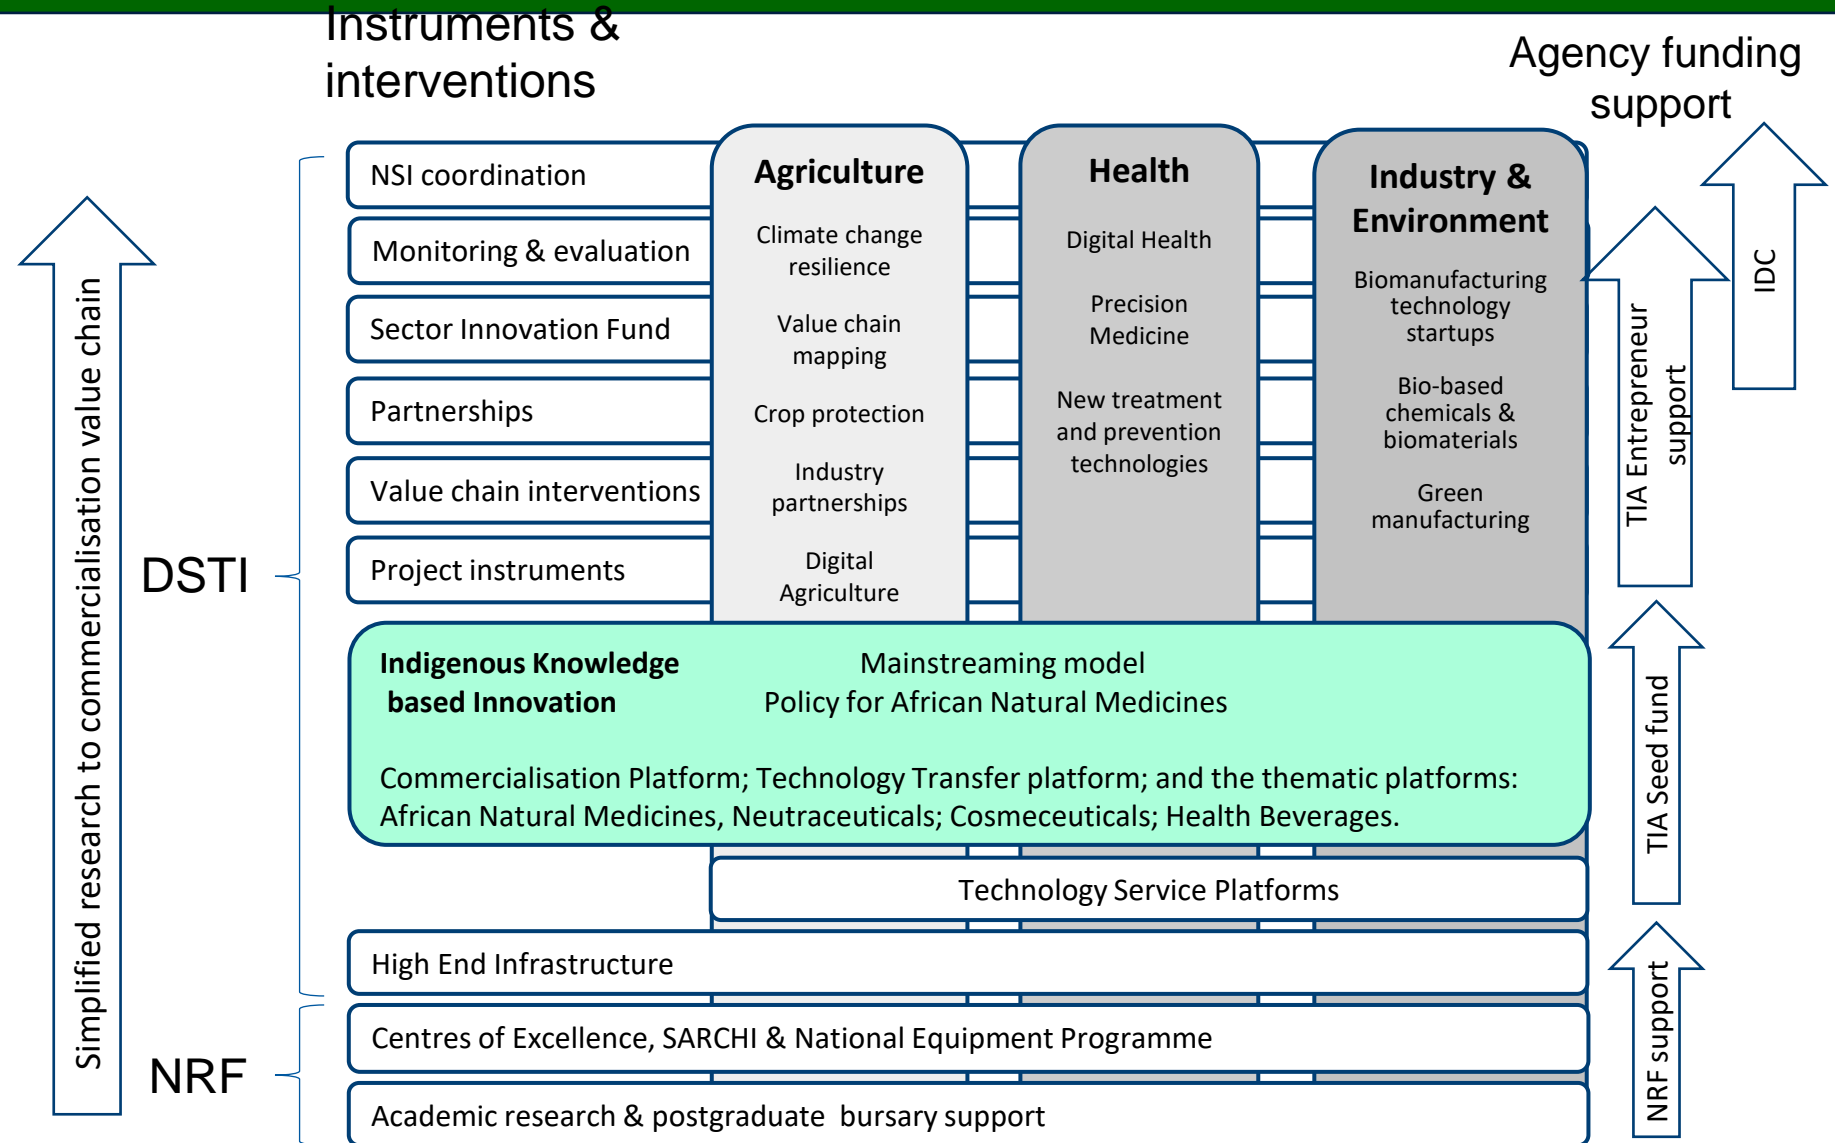 Instruments &
interventions
Agency funding
support
Simplified research to commercialisation value chain
DSTI
NRF
NSI coordination
Monitoring & evaluation
Sector Innovation Fund
Partnerships
Value chain interventions
Project instruments
Agriculture
Climate change
resilience
Value chain
mapping
Crop protection
Industry
partnerships
Digital
Agriculture
Health
Digital Health
Precision
Medicine
New treatment
and prevention
technologies
Industry &
Environment
Biomanufacturing
technology
startups
Bio-based
chemicals &
biomaterials
Green
manufacturing
Indigenous Knowledge
based Innovation
Mainstreaming model
Policy for African Natural Medicines
Commercialisation Platform; Technology Transfer platform; and the thematic platforms:
African Natural Medicines, Neutraceuticals; Cosmeceuticals; Health Beverages.
Technology Service Platforms
High End Infrastructure
Centres of Excellence, SARCHI & National Equipment Programme
Academic research & postgraduate bursary support
IDC
TIA Entrepreneur
support
TIA Seed fund
NRF support